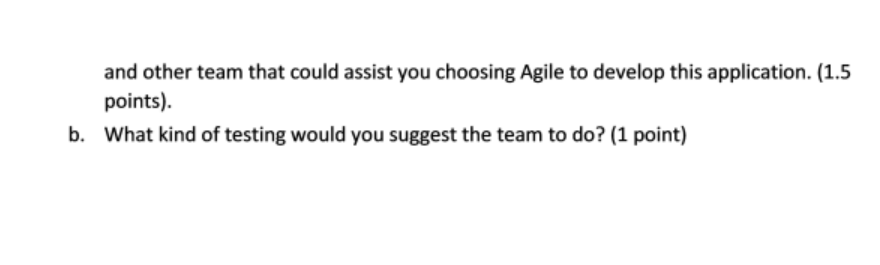 and other team that could assist you choosing Agile to develop this application. (1.5
points).
b. What kind of testing would you suggest the team to do? (1 point)